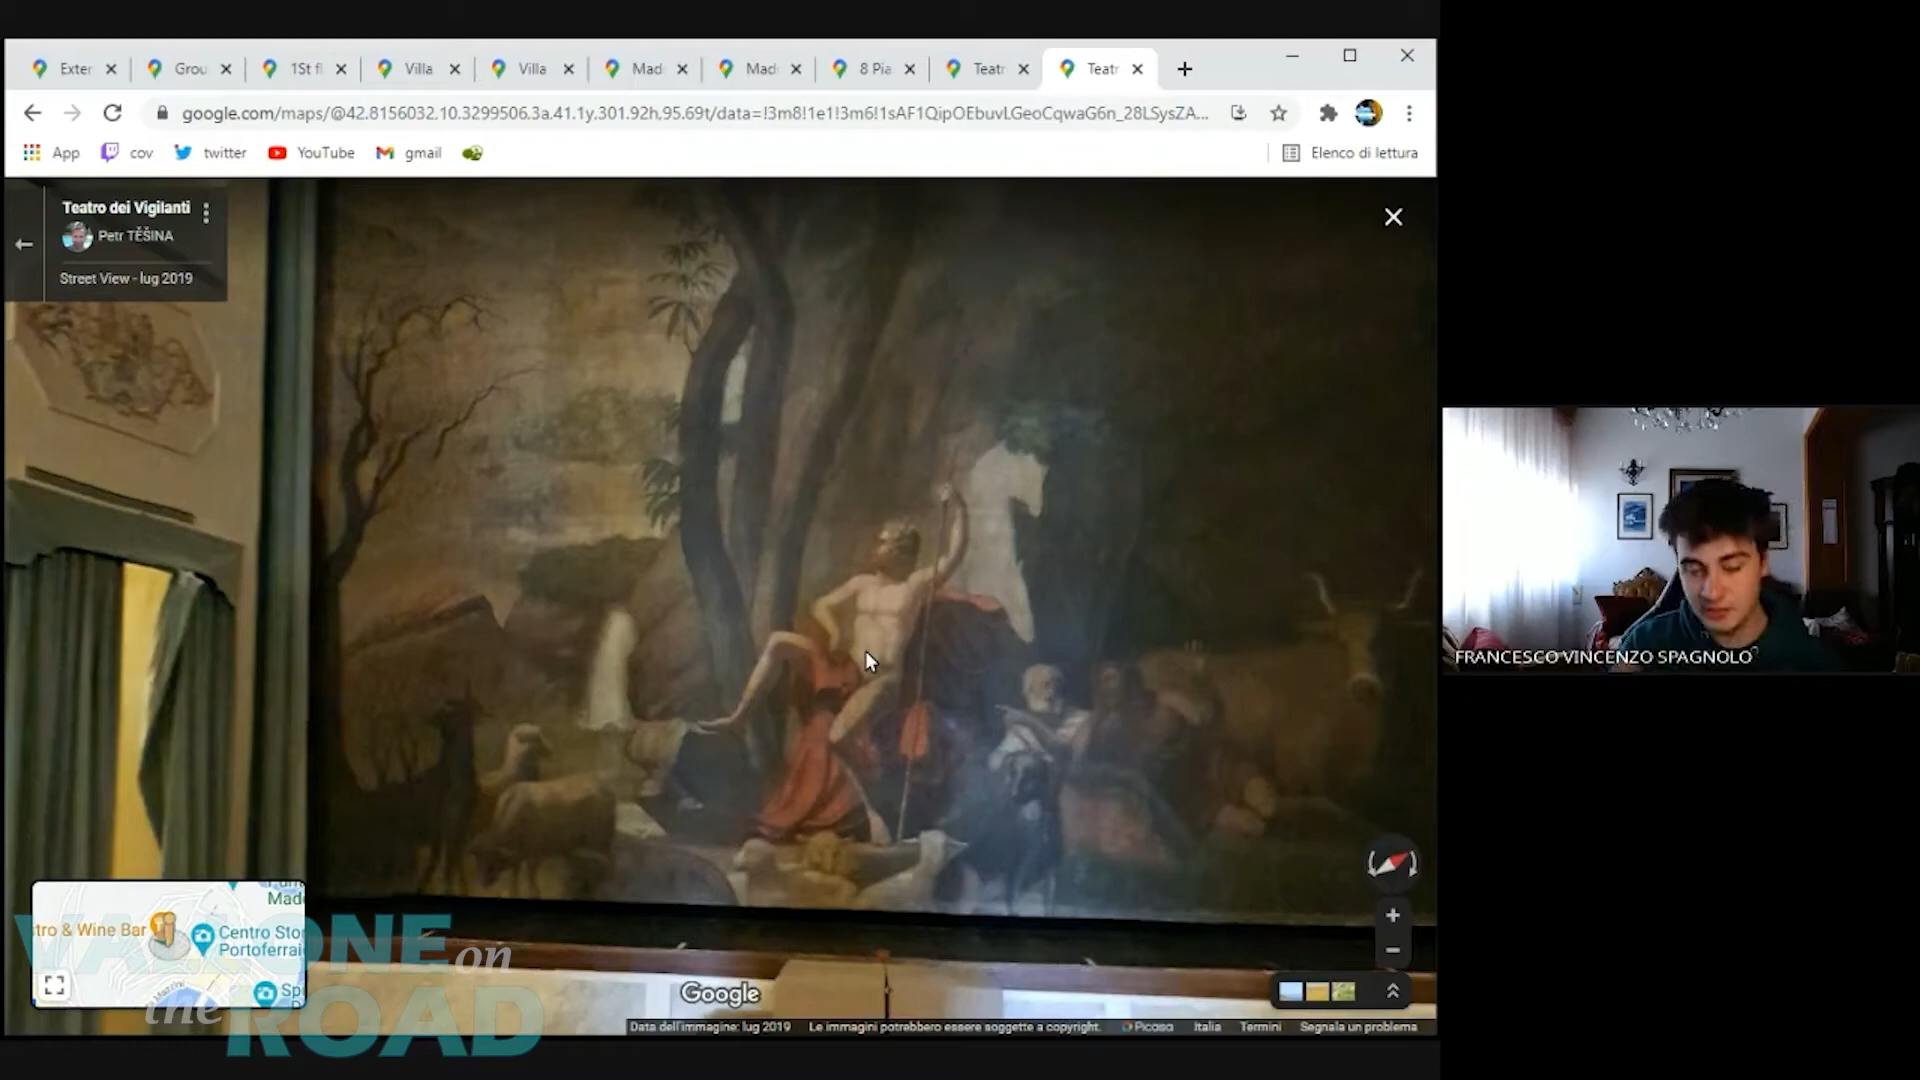 Exter
Grou
1St fl
Villa
Villa
Mad
Mad
8 Pia
Teatr
Teatr
google.com/maps/@42.8156032,10.3299506,3a,41.1y,301.92h,95.69t/data=!3m8!1e1!3m6!1sAF1QipOEbuvLGeoCqwaG6n_28LSysZA...
App
cov
twitter
YouTube
gmail
Elenco di lettura
Teatro dei Vigilanti
Petr TĚŠINA
Street View - lug 2019
FRANCESCO VINCENZO SPAGNOLO
Made
tro & Wine Bar
Centro Sto
Portoferrai
Sp
ONE on
the ROAD
Google
Data dell'immagine: lug 2019
Le immagini potrebbero essere soggette a copyright.
Picasa
Italia
Termini
Segnala un problema